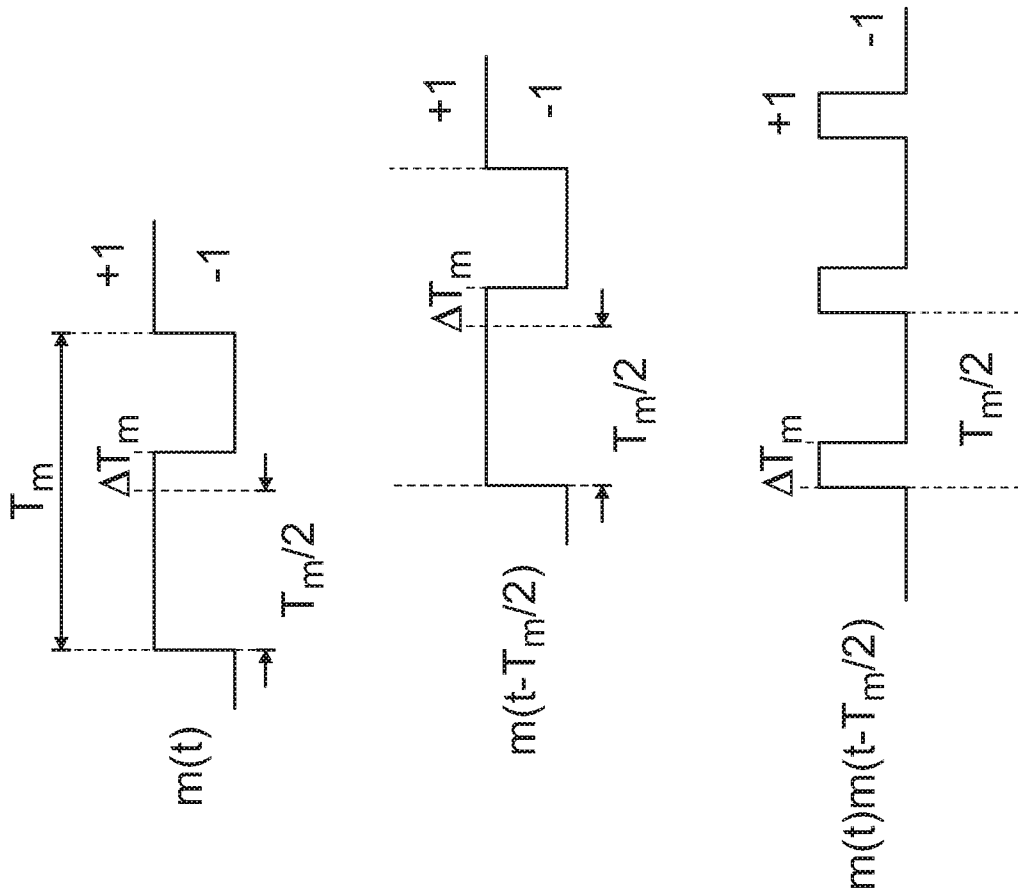 T_m
ΔT_m
+1
-1
T_m/2
m(t)
ΔT_m
+1
-1
T_m/2
m(t-T_m/2)
ΔT_m
+1
-1
T_m/2
m(t)m(t-T_m/2)